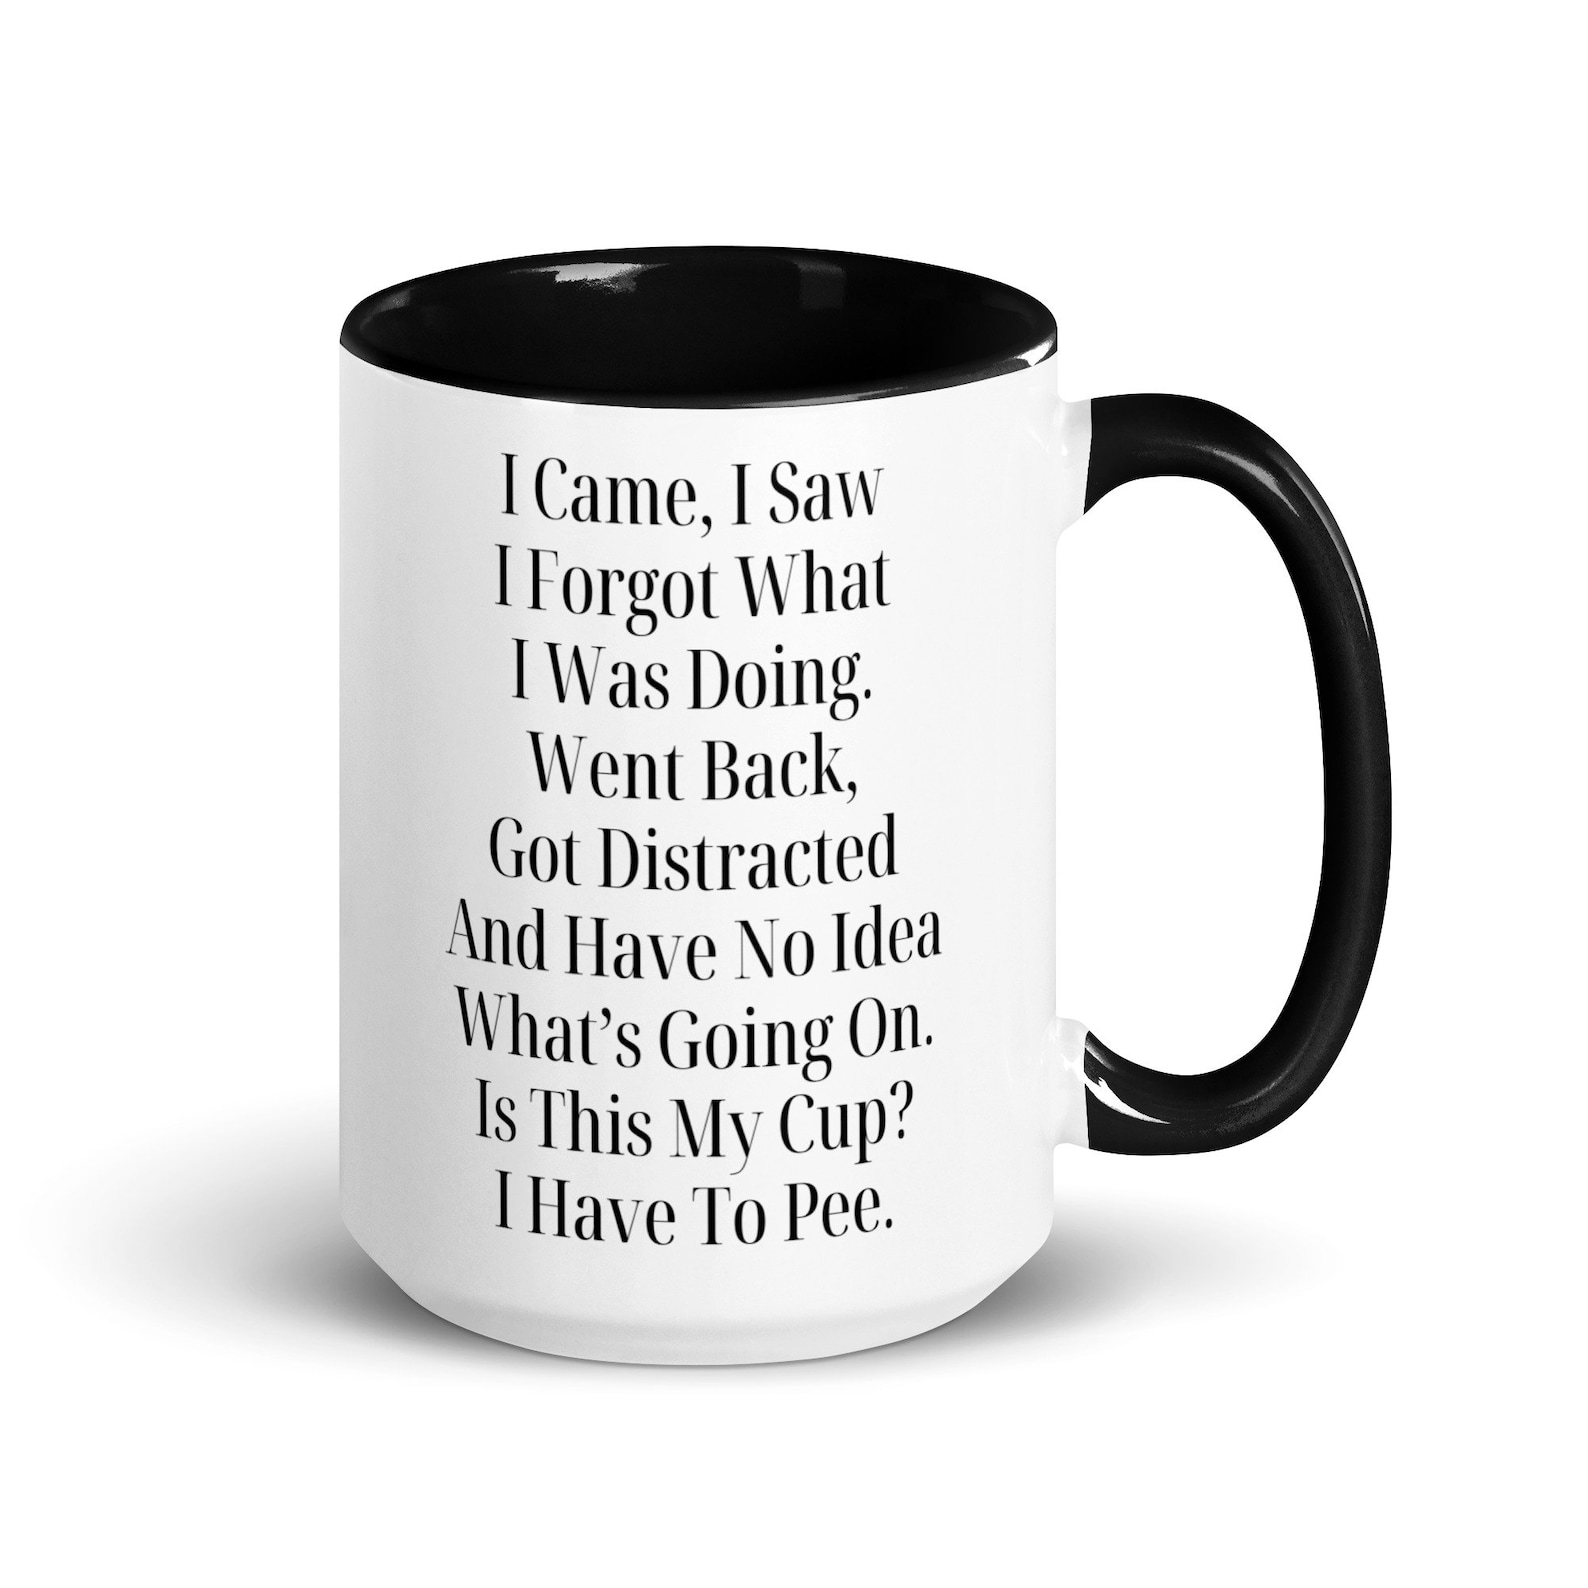 I Came, I Saw
I Forgot What
I Was Doing.
Went Back,
Got Distracted
And Have No Idea
What’s Going On.
Is This My Cup?
I Have To Pee.